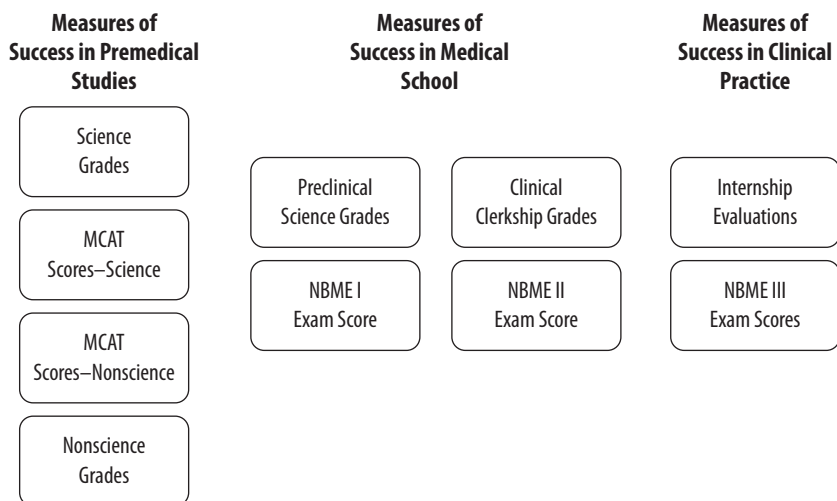 Measures of
Success in Premedical
Studies
Science
Grades
MCAT
Scores–Science
MCAT
Scores–Nonscience
Nonscience
Grades
Measures of
Success in Medical
School
Preclinical
Science Grades
Clinical
Clerkship Grades
NBME I
Exam Score
NBME II
Exam Score
Measures of
Success in Clinical
Practice
Internship
Evaluations
NBME III
Exam Scores